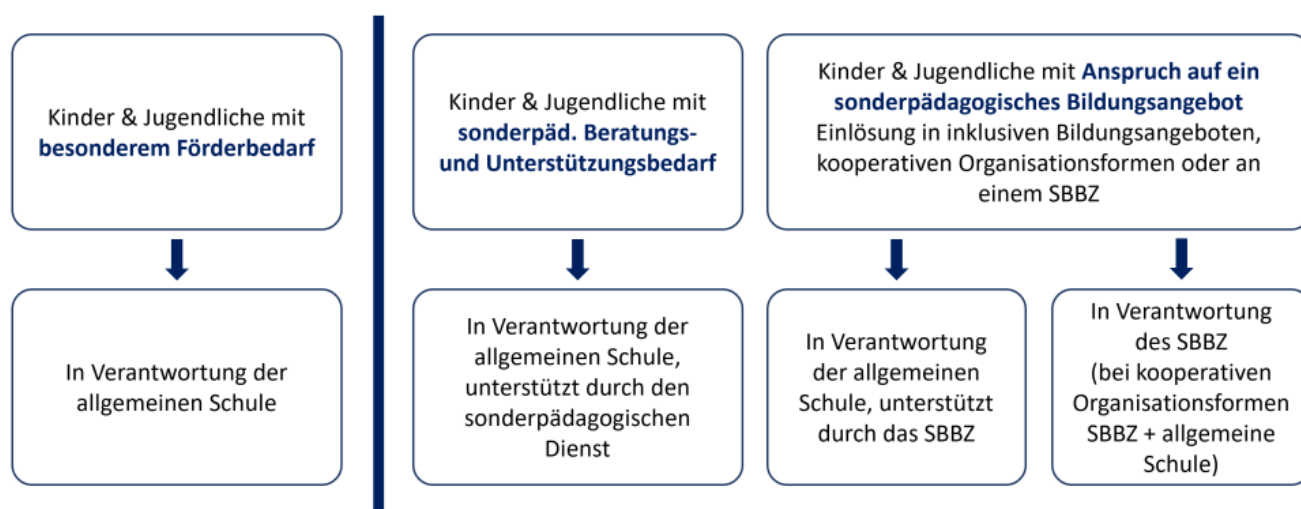 Kinder & Jugendliche mit
besonderem Förderbedarf
Kinder & Jugendliche mit
sonderpäd. Beratungs-
und Unterstützungsbedarf
Kinder & Jugendliche mit Anspruch auf ein
sonderpädagogisches Bildungsangebot
Einlösung in inklusiven Bildungsangeboten,
kooperativen Organisationsformen oder an
einem SBBZ
In Verantwortung der
allgemeinen Schule
In Verantwortung der
allgemeinen Schule,
unterstützt durch den
sonderpädagogischen
Dienst
In Verantwortung
der allgemeinen
Schule, unterstützt
durch das SBBZ
In Verantwortung
des SBBZ
(bei kooperativen
Organisationsformen
SBBZ + allgemeine
Schule)